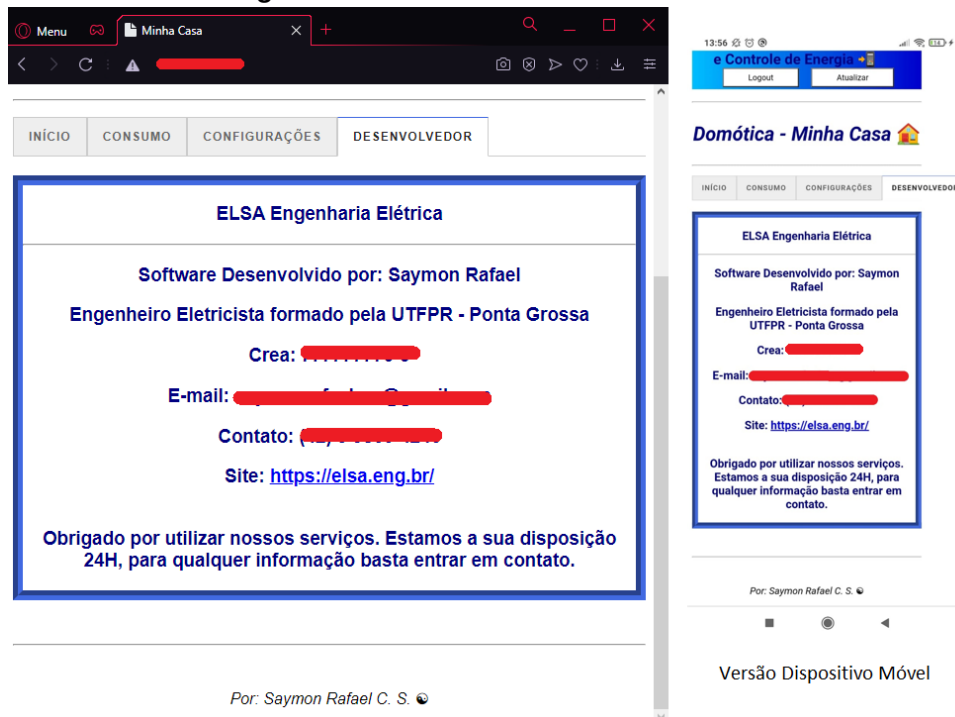 Menu
Minha Casa
INÍCIO
CONSUMO
CONFIGURAÇÕES
DESENVOLVEDOR
ELSA Engenharia Elétrica
Software Desenvolvido por: Saymon Rafael
Engenheiro Eletricista formado pela UTFPR - Ponta Grossa
Crea:
E-mail:
Contato:
Site: https://elsa.eng.br/
Obrigado por utilizar nossos serviços. Estamos a sua disposição
24H, para qualquer informação basta entrar em contato.
Por: Saymon Rafael C. S.
13:56
e Controle de Energia
Logout
Atualizar
Domótica - Minha Casa
INÍCIO
CONSUMO
CONFIGURAÇÕES
DESENVOLVEDOR
ELSA Engenharia Elétrica
Software Desenvolvido por: Saymon
Rafael
Engenheiro Eletricista formado pela
UTFPR - Ponta Grossa
Crea:
E-mail:
Contato:
Site: https://elsa.eng.br/
Obrigado por utilizar nossos serviços.
Estamos a sua disposição 24H, para
qualquer informação basta entrar em
contato.
Por: Saymon Rafael C. S.
Versão Dispositivo Móvel